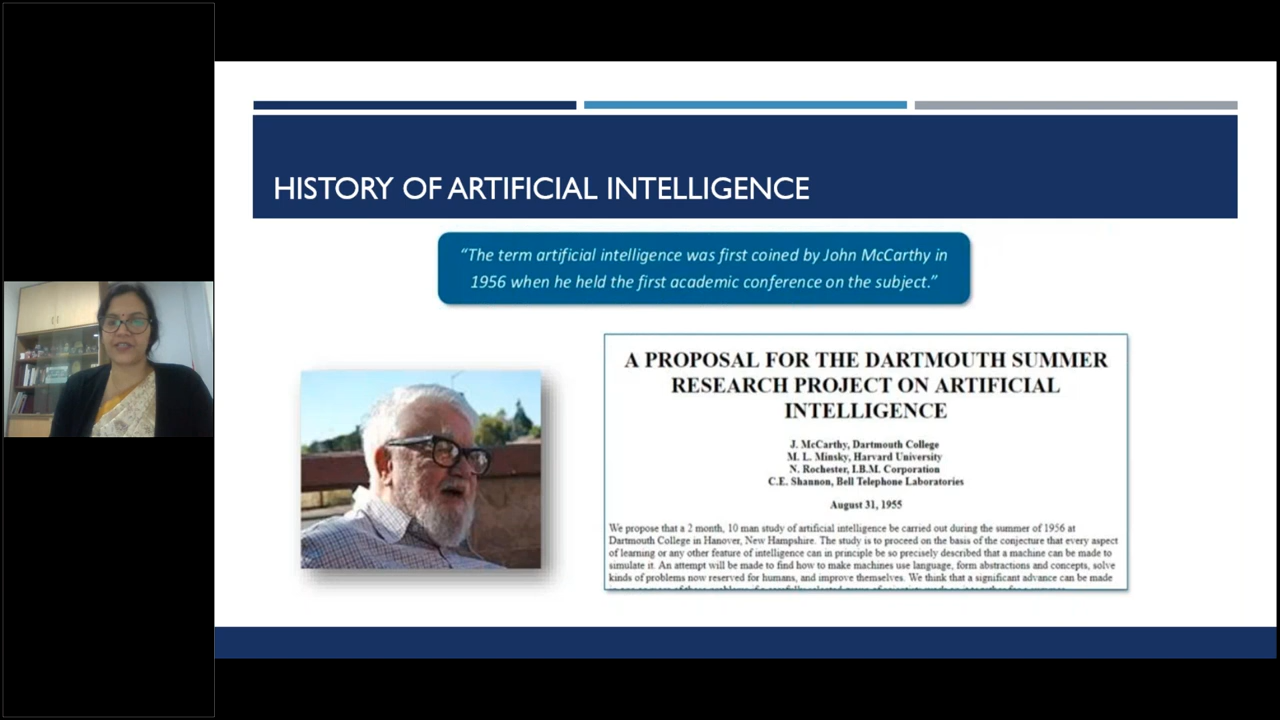 HISTORY OF ARTIFICIAL INTELLIGENCE
“The term artificial intelligence was first coined by John McCarthy in
1956 when he held the first academic conference on the subject.”
A PROPOSAL FOR THE DARTMOUTH SUMMER
RESEARCH PROJECT ON ARTIFICIAL
INTELLIGENCE
J. McCarthy, Dartmouth College
M. L. Minsky, Harvard University
N. Rochester, I.B.M. Corporation
C.E. Shannon, Bell Telephone Laboratories
August 31, 1955
We propose that a 2 month, 10 man study of artificial intelligence be carried out during the summer of 1956 at
Dartmouth College in Hanover, New Hampshire. The study is to proceed on the basis of the conjecture that every aspect
of learning or any other feature of intelligence can in principle be so precisely described that a machine can be made to
simulate it. An attempt will be made to find how to make machines use language, form abstractions and concepts, solve
kinds of problems now reserved for humans, and improve themselves. We think that a significant advance can be made